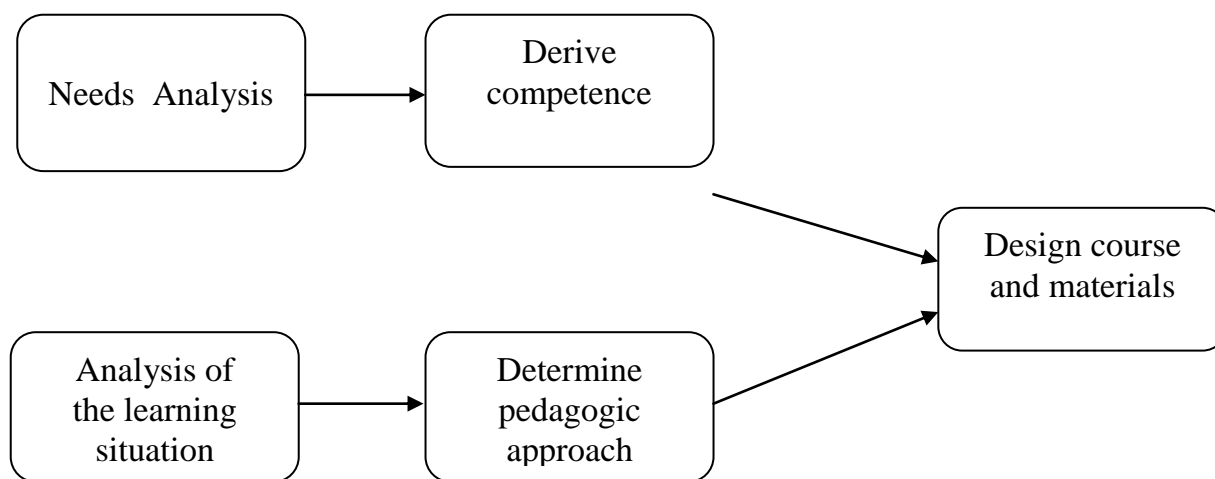 Needs  Analysis
Derive
competence
Design course
and materials
Analysis of
the learning
situation
Determine
pedagogic
approach